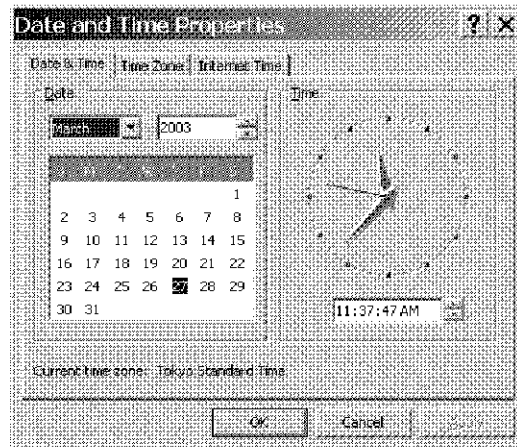 Date and Time Properties
Date & Time Time Zone Internet Time
Date
Time
March 2003
1
2 3 4 5 6 7 8
9 10 11 12 13 14 15
16 17 18 19 20 21 22
23 24 25 26 27 28 29
30 31
11:37:47 AM
Current time zone: Tokyo Standard Time
OK Cancel